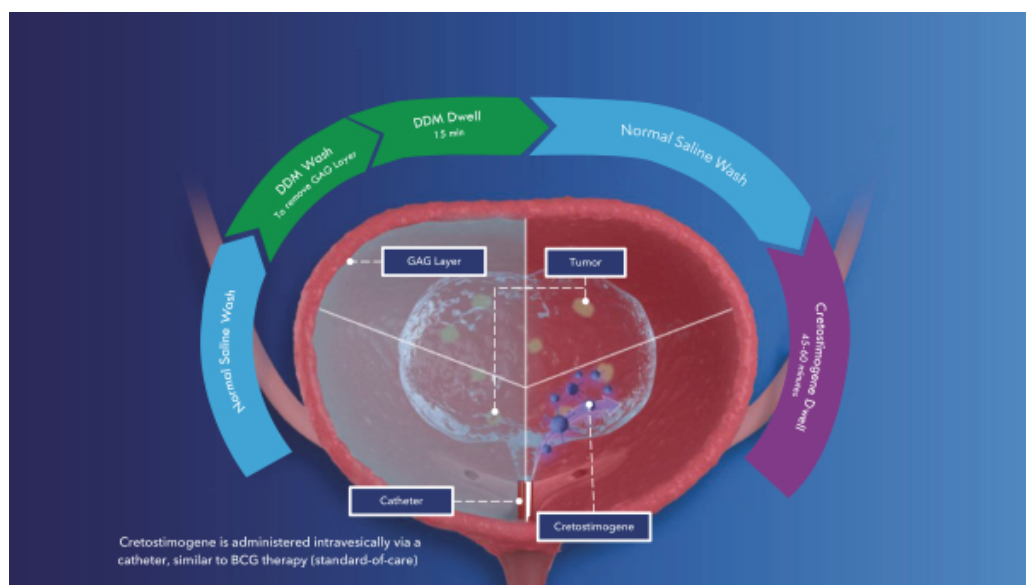 Normal Saline Wash
DDM Wash
To remove GAG Layer
DDM Dwell
15 min
Normal Saline Wash
Cretostimogene Dwell
45-60 minutes
GAG Layer
Tumor
Catheter
Cretostimogene
Cretostimogene is administered intravesically via a
catheter, similar to BCG therapy (standard-of-care)